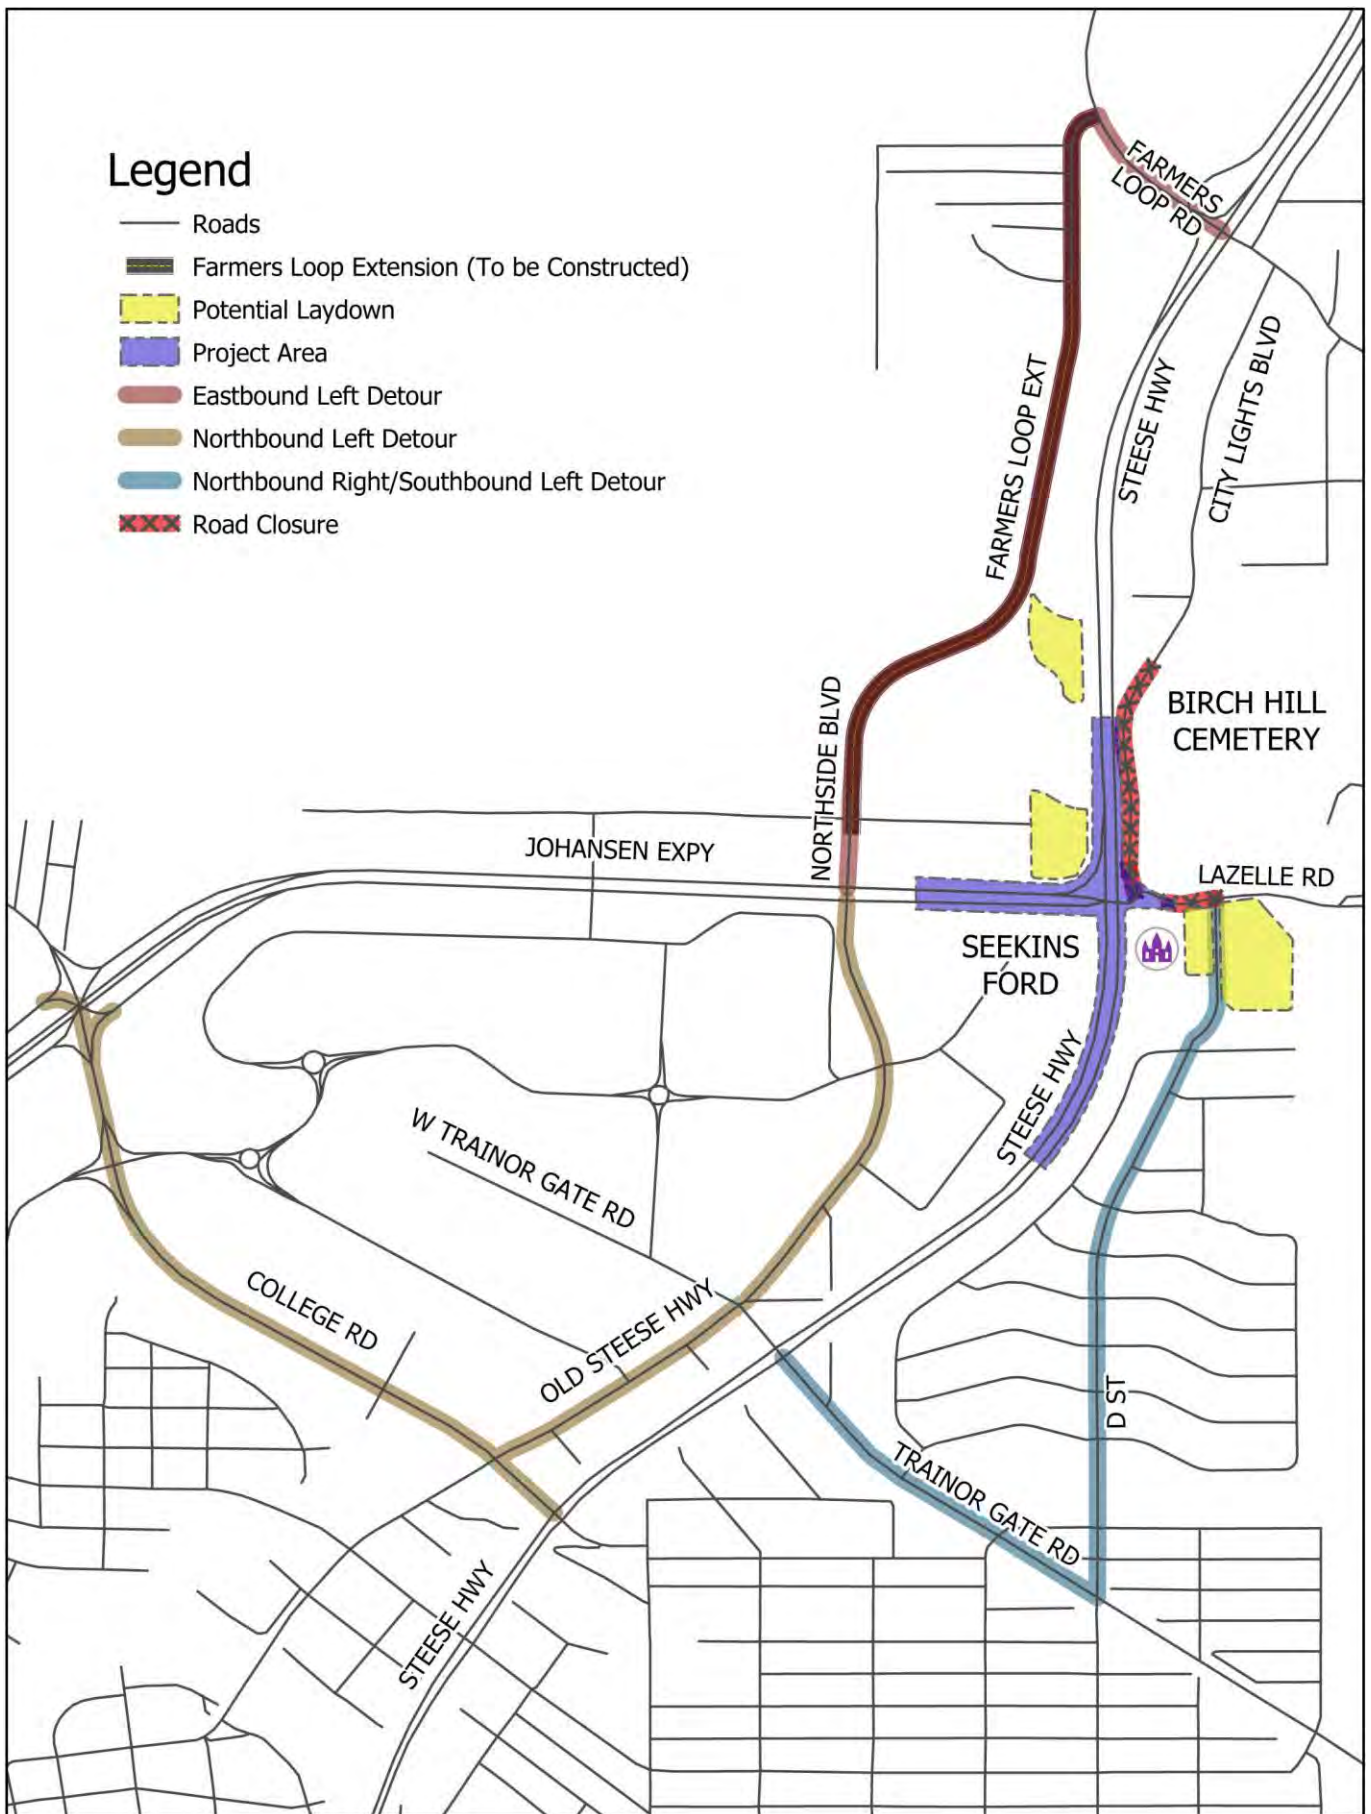 Legend
Roads
Farmers Loop Extension (To be Constructed)
Potential Laydown
Project Area
Eastbound Left Detour
Northbound Left Detour
Northbound Right/Southbound Left Detour
Road Closure
FARMERS
LOOP RD
FARMERS LOOP EXT
STEESE HWY
CITY LIGHTS BLVD
NORTHSIDE BLVD
BIRCH HILL
CEMETERY
JOHANSEN EXPY
LAZELLE RD
SEEKINS
FORD
STEESE HWY
W TRAINOR GATE RD
COLLEGE RD
OLD STEESE HWY
D ST
TRAINOR GATE RD
STEESE HWY